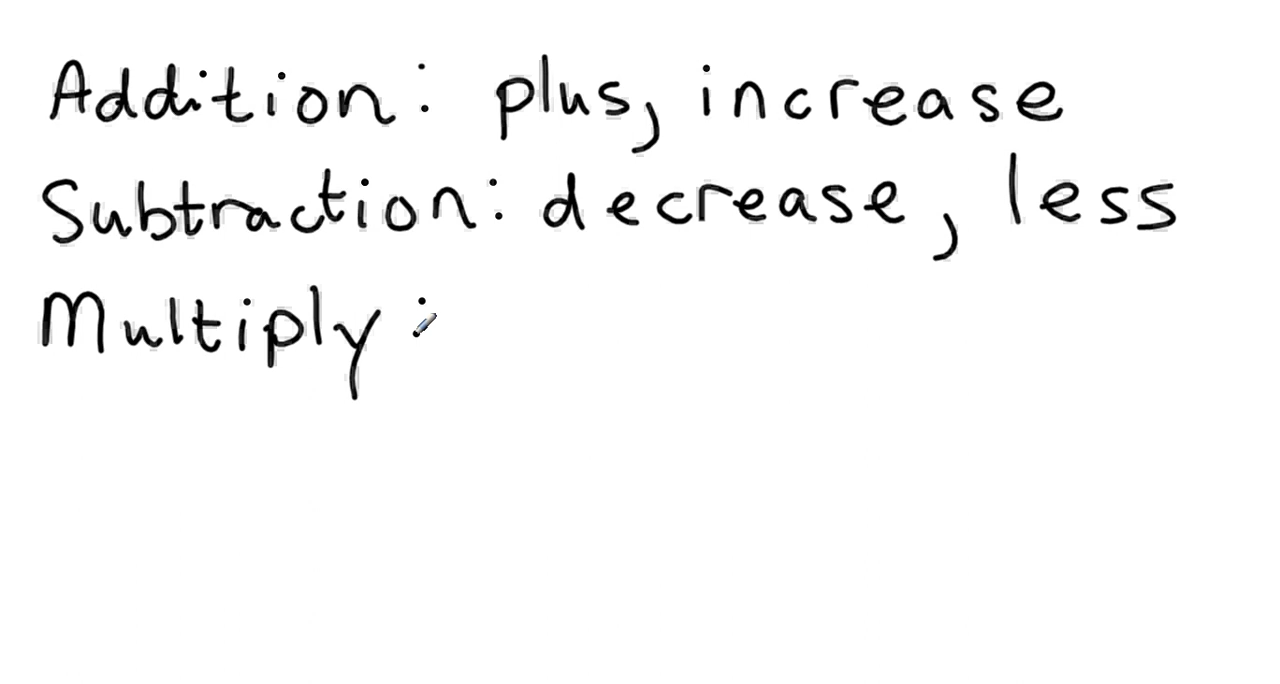 Addition: plus, increase
Subtraction: decrease, less
Multiply: